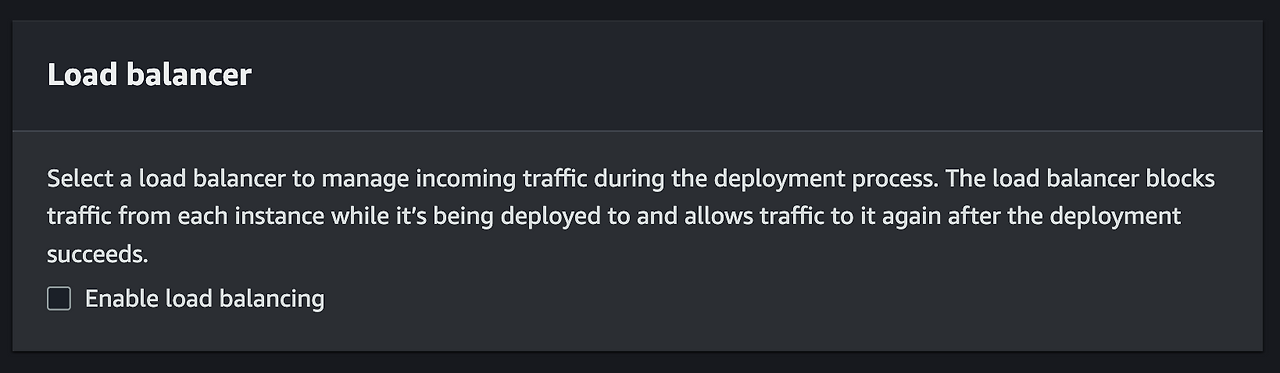 Load balancer
Select a load balancer to manage incoming traffic during the deployment process. The load balancer blocks
traffic from each instance while it's being deployed to and allows traffic to it again after the deployment
succeeds.
Enable load balancing